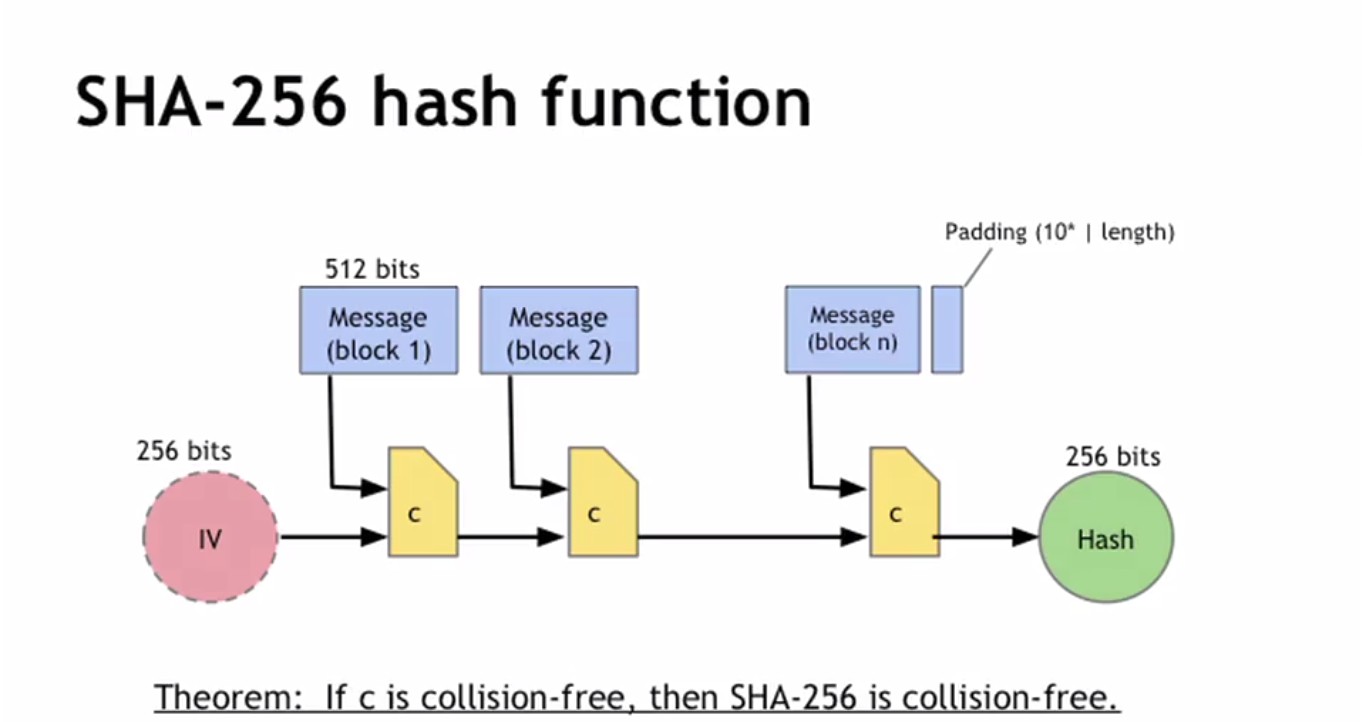 SHA-256 hash function
Padding (10* | length)
512 bits
Message
(block 1)
Message
(block 2)
Message
(block n)
256 bits
IV
c
c
c
256 bits
Hash
Theorem: If c is collision-free, then SHA-256 is collision-free.